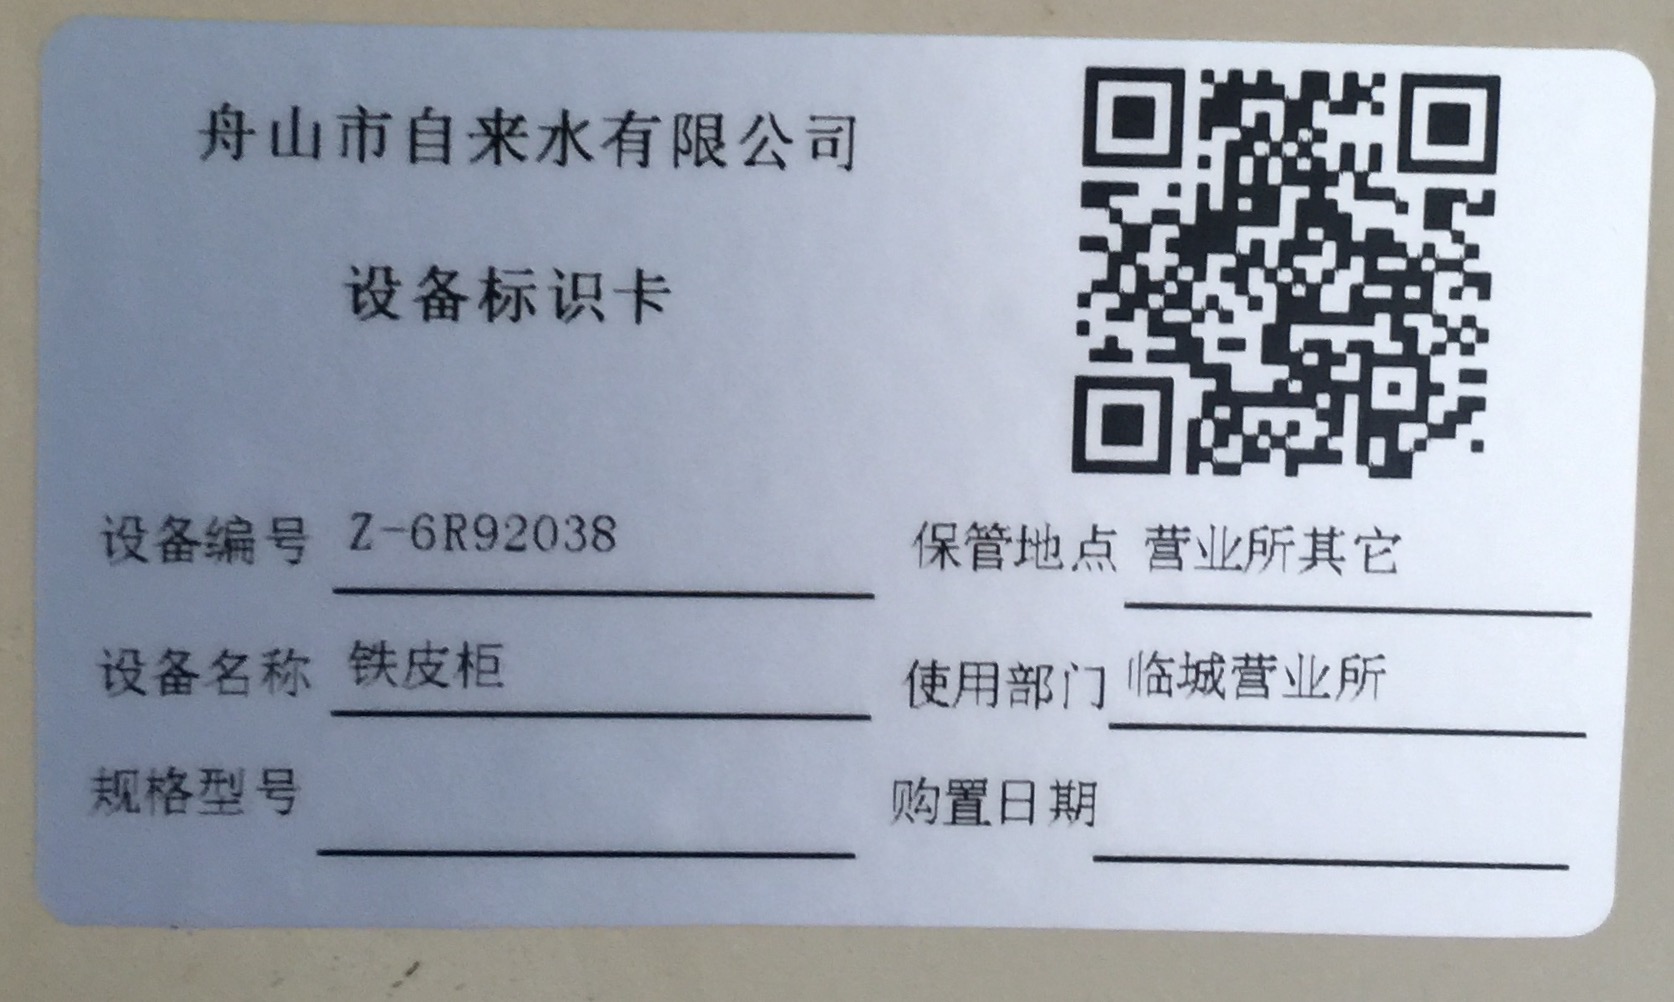 舟山市自来水有限公司
设备标识卡
设备编号 Z-6R92038 保管地点 营业所其它
设备名称 铁皮柜 使用部门 临城营业所
规格型号 购置日期